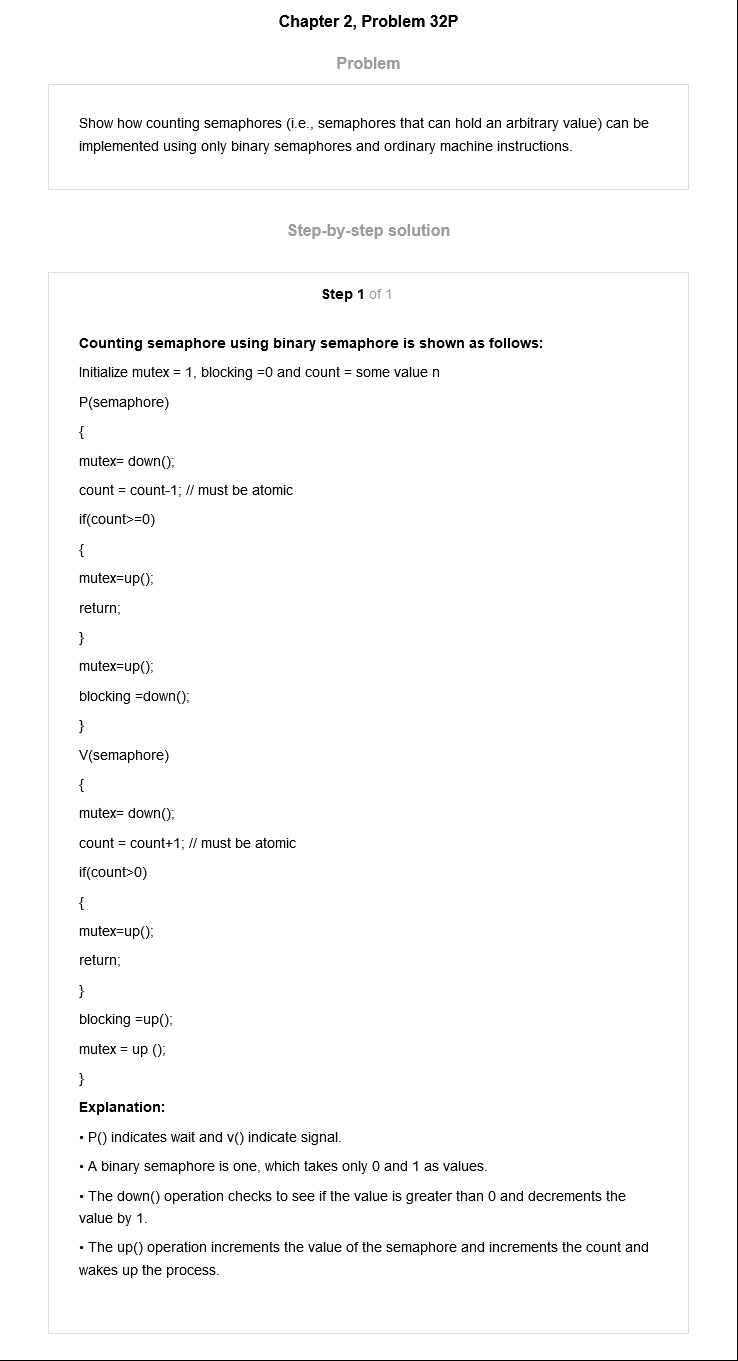 Chapter 2, Problem 32P
Problem
Show how counting semaphores (i.e., semaphores that can hold an arbitrary value) can be
implemented using only binary semaphores and ordinary machine instructions.
Step-by-step solution
Step 1 of 1
Counting semaphore using binary semaphore is shown as follows:
Initialize mutex = 1, blocking =0 and count = some value n
P(semaphore)
{
mutex= down();
count = count-1; // must be atomic
if(count>=0)
{
mutex=up();
return;
}
mutex=up();
blocking =down();
}
V(semaphore)
{
mutex= down();
count = count+1; // must be atomic
if(count>0)
{
mutex=up();
return;
}
blocking =up();
mutex = up ();
}
Explanation:
• P() indicates wait and v() indicate signal.
• A binary semaphore is one, which takes only 0 and 1 as values.
• The down() operation checks to see if the value is greater than 0 and decrements the
value by 1.
• The up() operation increments the value of the semaphore and increments the count and
wakes up the process.